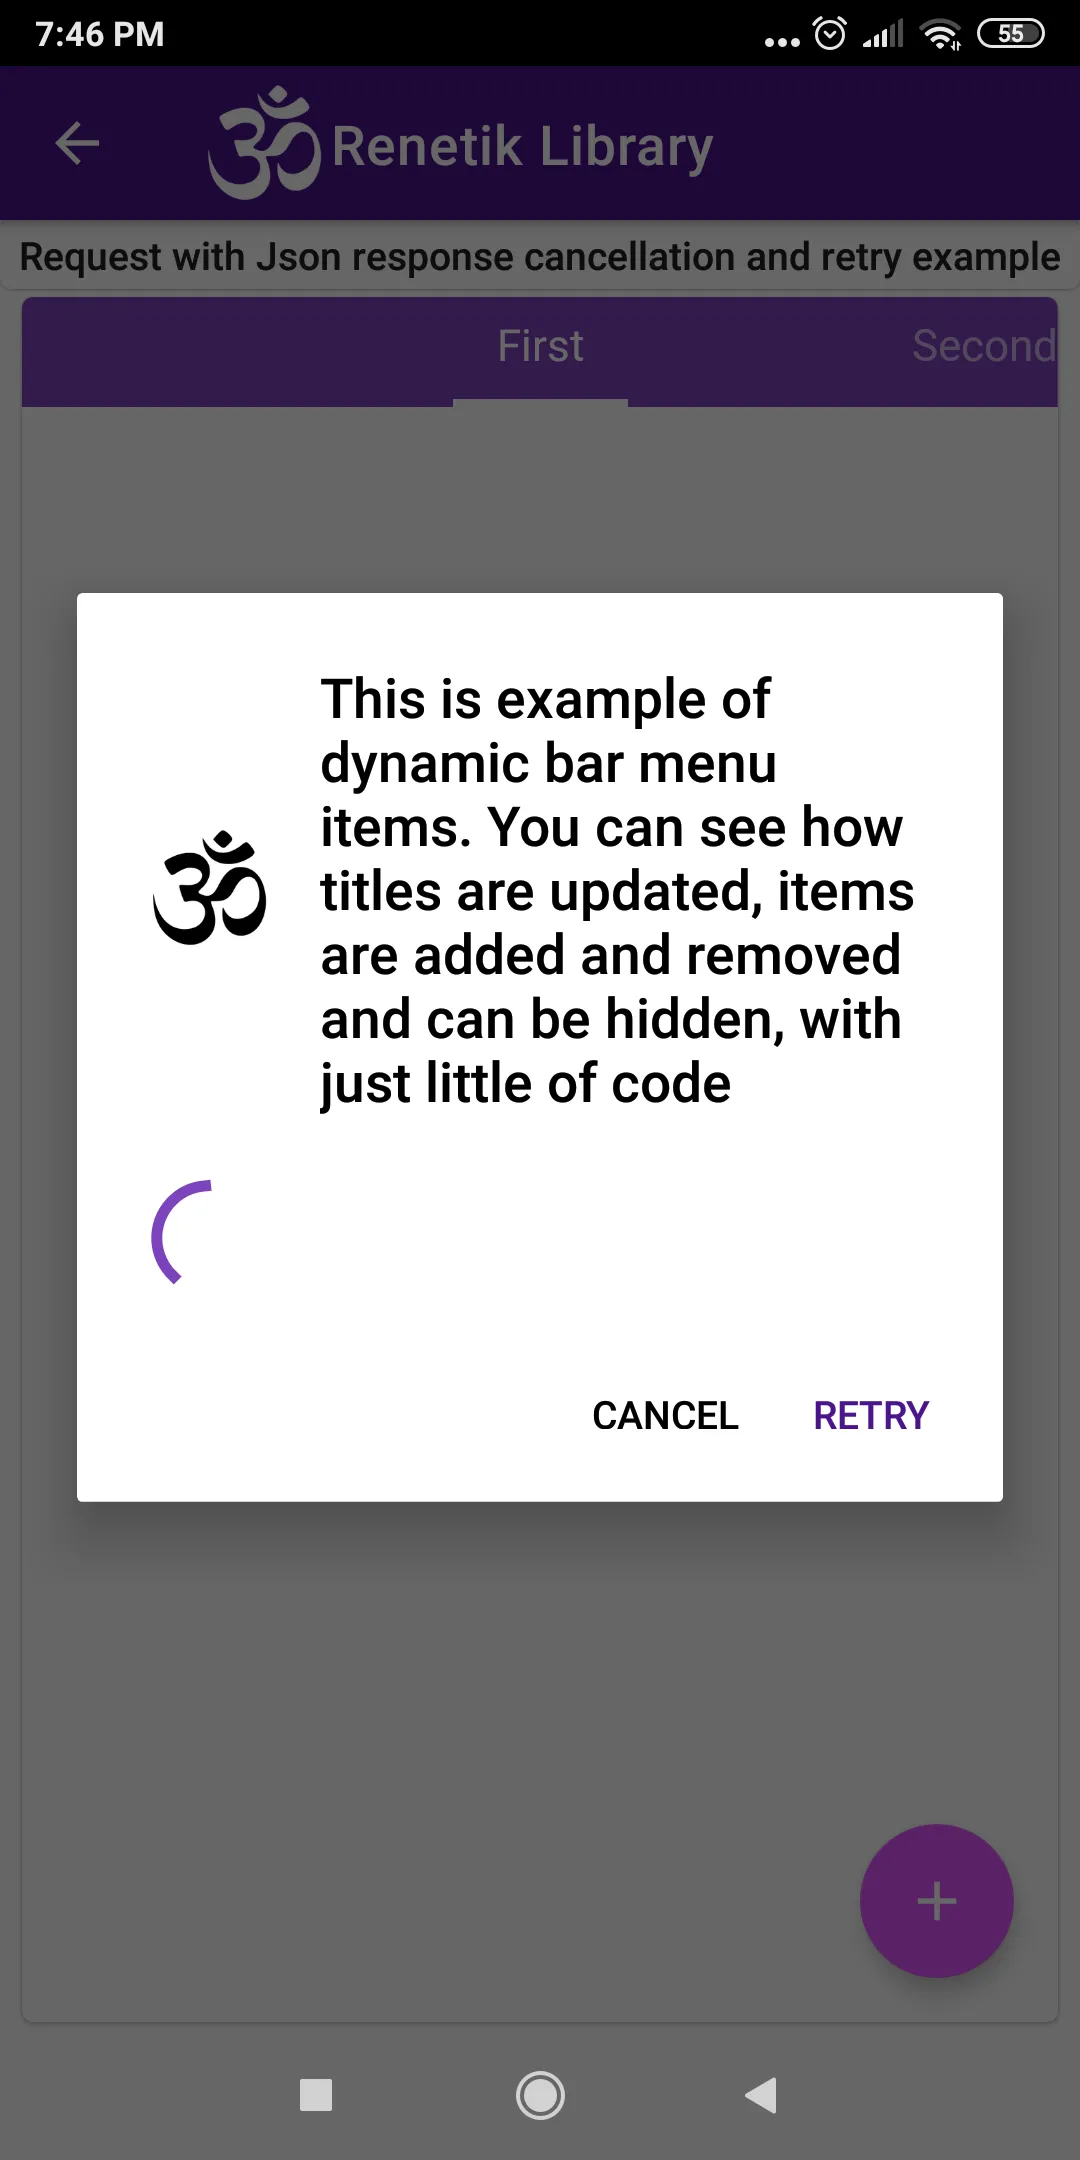 7:46 PM
55
ॐ Renetik Library
Request with Json response cancellation and retry example
First
Second
ॐ
This is example of
dynamic bar menu
items. You can see how
titles are updated, items
are added and removed
and can be hidden, with
just little of code
CANCEL
RETRY